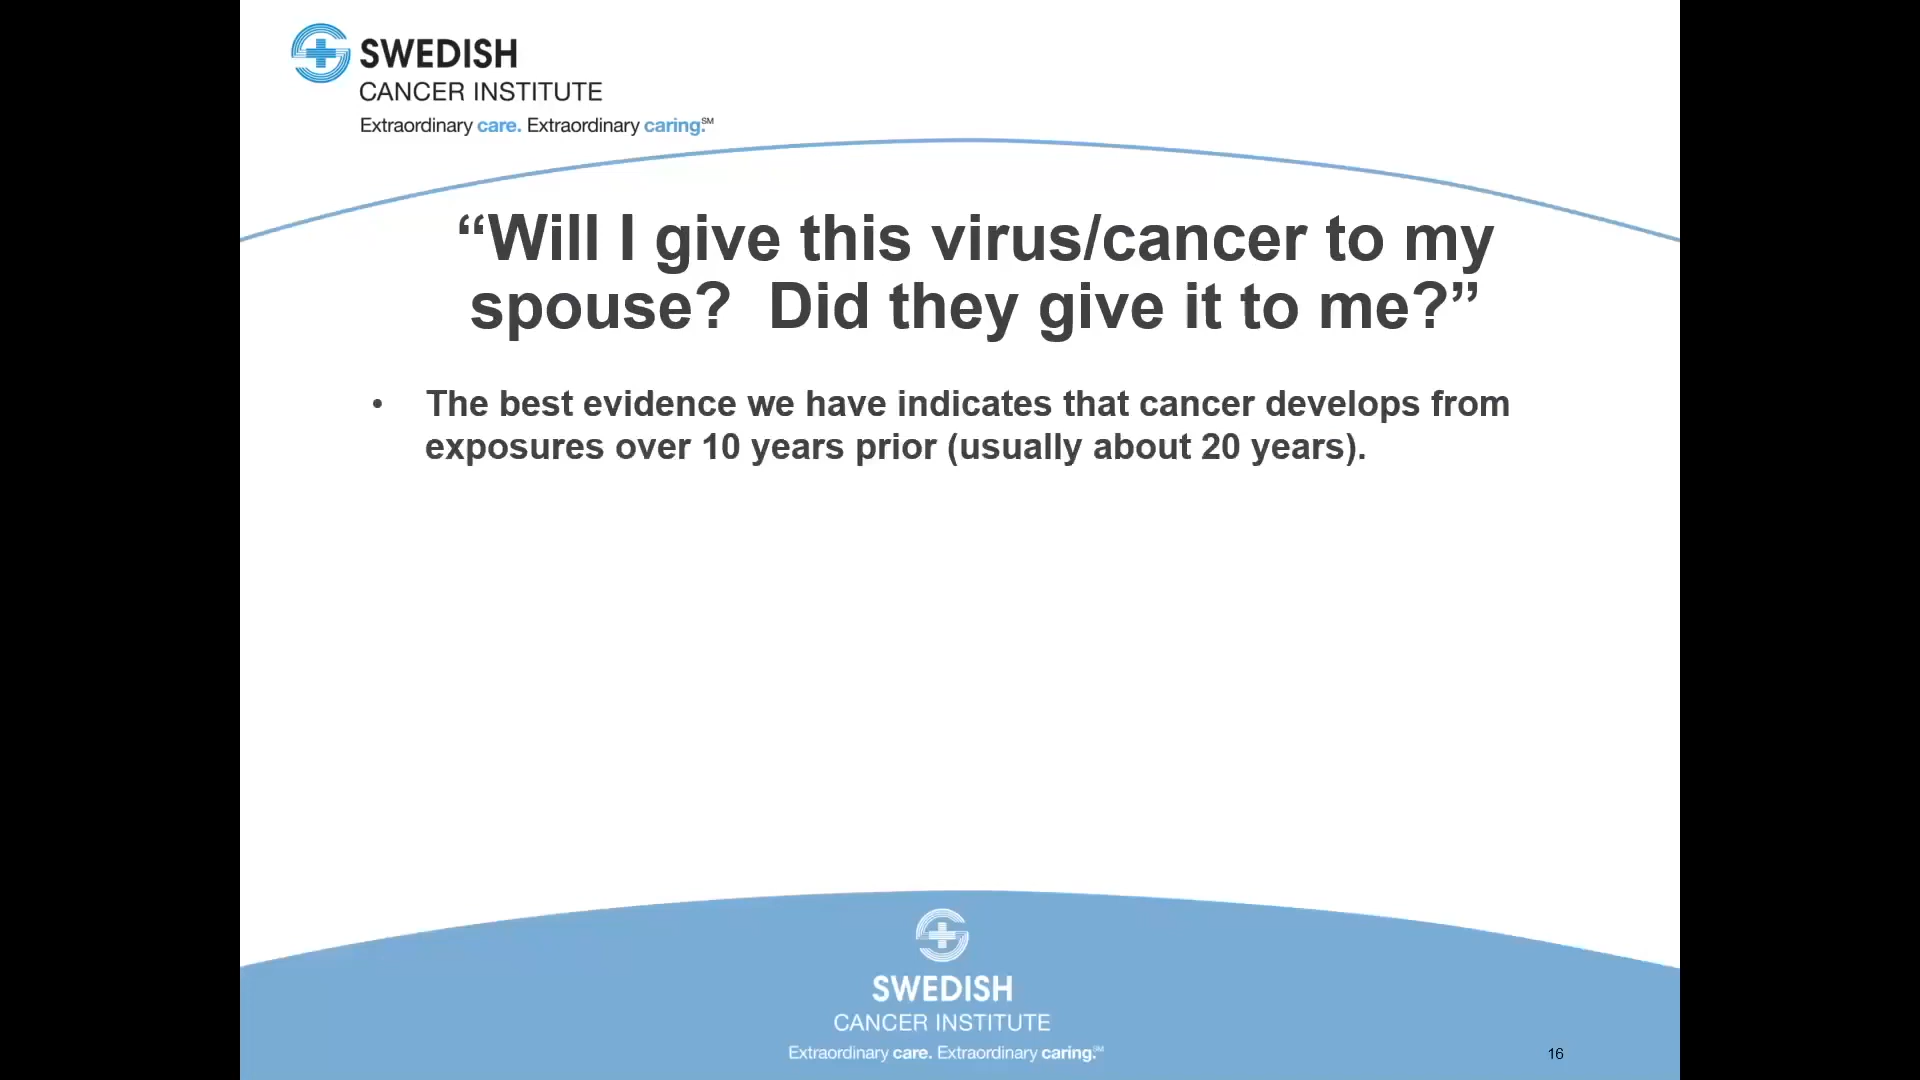 SWEDISH
CANCER INSTITUTE
Extraordinary care. Extraordinary caring.℠
“Will I give this virus/cancer to my
spouse?  Did they give it to me?”
• The best evidence we have indicates that cancer develops from
exposures over 10 years prior (usually about 20 years).
SWEDISH
CANCER INSTITUTE
Extraordinary care. Extraordinary caring.℠
16